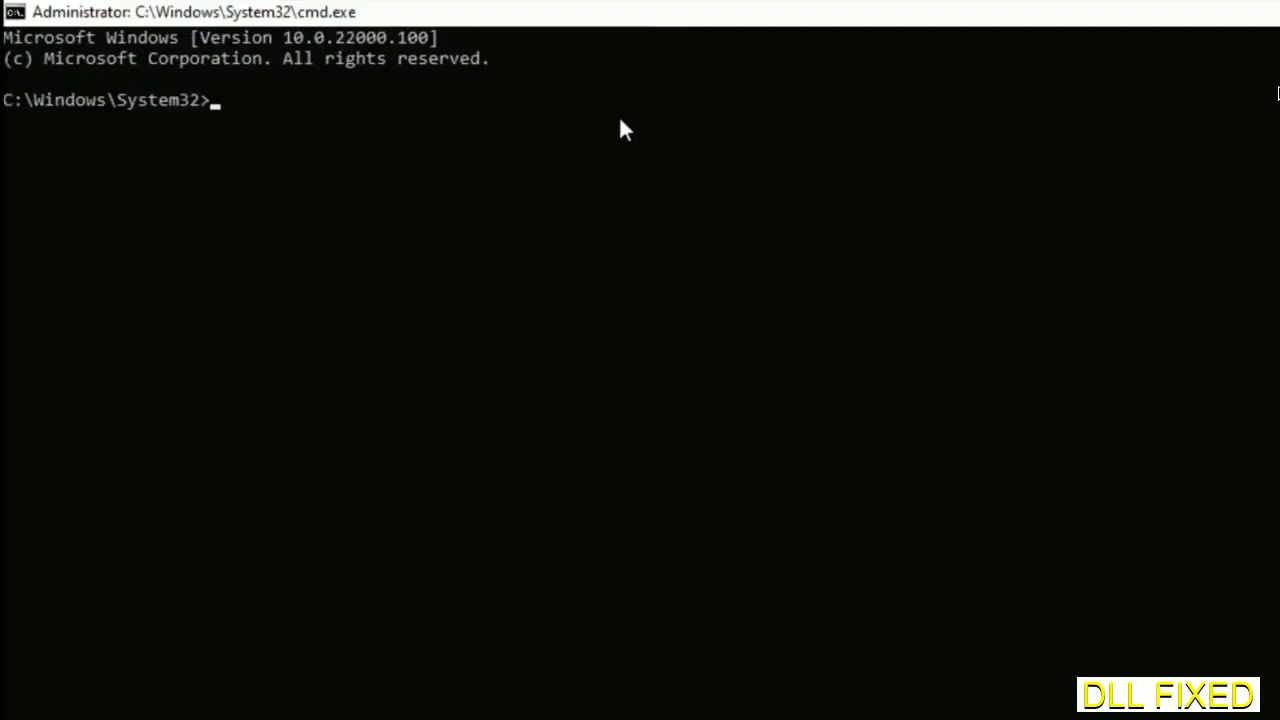 Administrator: C:\Windows\System32\cmd.exe
Microsoft Windows [Version 10.0.22000.100]
(c) Microsoft Corporation. All rights reserved.
C:\Windows\System32>
DLL FIXED